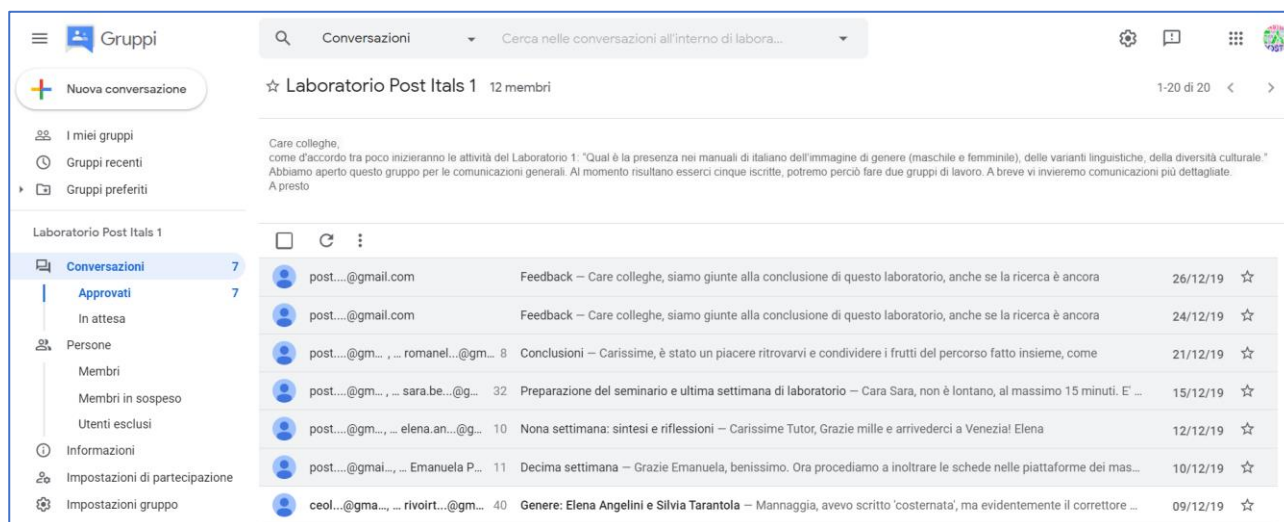 Gruppi
Conversazioni
Cerca nelle conversazioni all'interno di labora...
Nuova conversazione
Laboratorio Post Itals 1 12 membri
1-20 di 20
I miei gruppi
Gruppi recenti
Gruppi preferiti
Care colleghe,
come d'accordo tra poco inizieranno le attività del Laboratorio 1: "Qual è la presenza nei manuali di italiano dell'immagine di genere (maschile e femminile), delle varianti linguistiche, della diversità culturale."
Abbiamo aperto questo gruppo per le comunicazioni generali. Al momento risultano esserci cinque iscritte, potremo perciò fare due gruppi di lavoro. A breve vi invieremo comunicazioni più dettagliate.
A presto
Laboratorio Post Itals 1
Conversazioni 7
Approvati 7
In attesa
Persone
Membri
Membri in sospeso
Utenti esclusi
Informazioni
Impostazioni di partecipazione
Impostazioni gruppo
post....@gmail.com Feedback – Care colleghe, siamo giunte alla conclusione di questo laboratorio, anche se la ricerca è ancora 26/12/19
post....@gmail.com Feedback – Care colleghe, siamo giunte alla conclusione di questo laboratorio, anche se la ricerca è ancora 24/12/19
post....@gm... , ... romanel...@gm... 8 Conclusioni – Carissime, è stato un piacere ritrovarvi e condividere i frutti del percorso fatto insieme, come 21/12/19
post....@gm... , ... sara.be...@g... 32 Preparazione del seminario e ultima settimana di laboratorio – Cara Sara, non è lontano, al massimo 15 minuti. E' ... 15/12/19
post....@gm..., ... elena.an...@g... 10 Nona settimana: sintesi e riflessioni – Carissime Tutor, Grazie mille e arrivederci a Venezia! Elena 12/12/19
post....@gmai..., ... Emanuela P... 11 Decima settimana – Grazie Emanuela, benissimo. Ora procediamo a inoltrare le schede nelle piattaforme dei mas... 10/12/19
ceol...@gma..., ... rivoirt...@gm... 40 Genere: Elena Angelini e Silvia Tarantola – Mannaggia, avevo scritto 'costernata', ma evidentemente il correttore ... 09/12/19